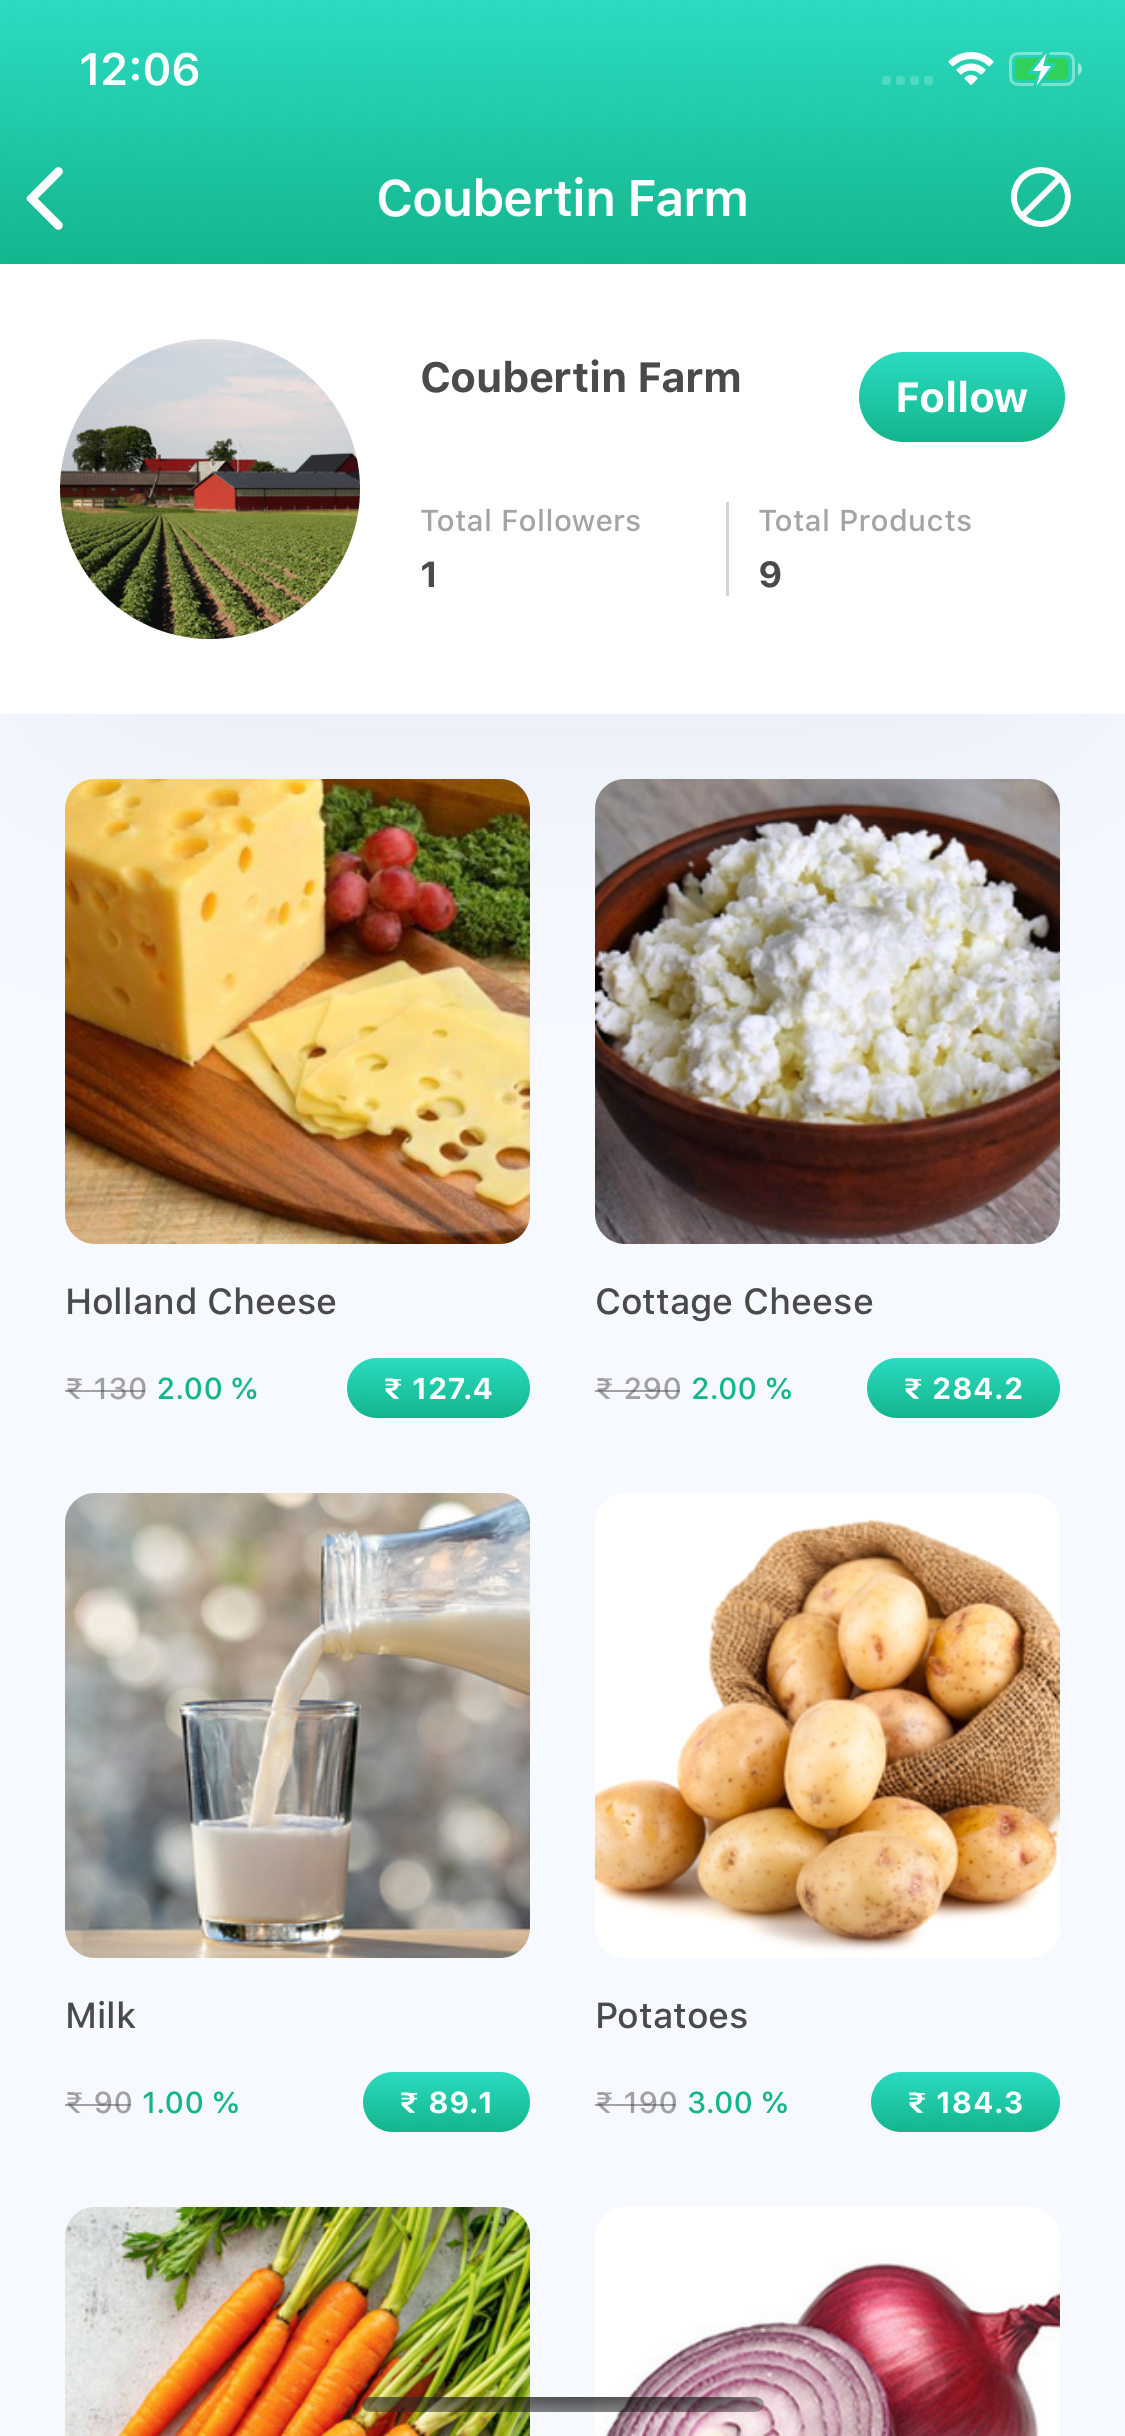 12:06
Coubertin Farm
Coubertin Farm
Follow
Total Followers
Total Products
1
9
Holland Cheese
Cottage Cheese
₹ 130 2.00 %
₹ 127.4
₹ 290 2.00 %
₹ 284.2
Milk
Potatoes
₹ 90 1.00 %
₹ 89.1
₹ 190 3.00 %
₹ 184.3